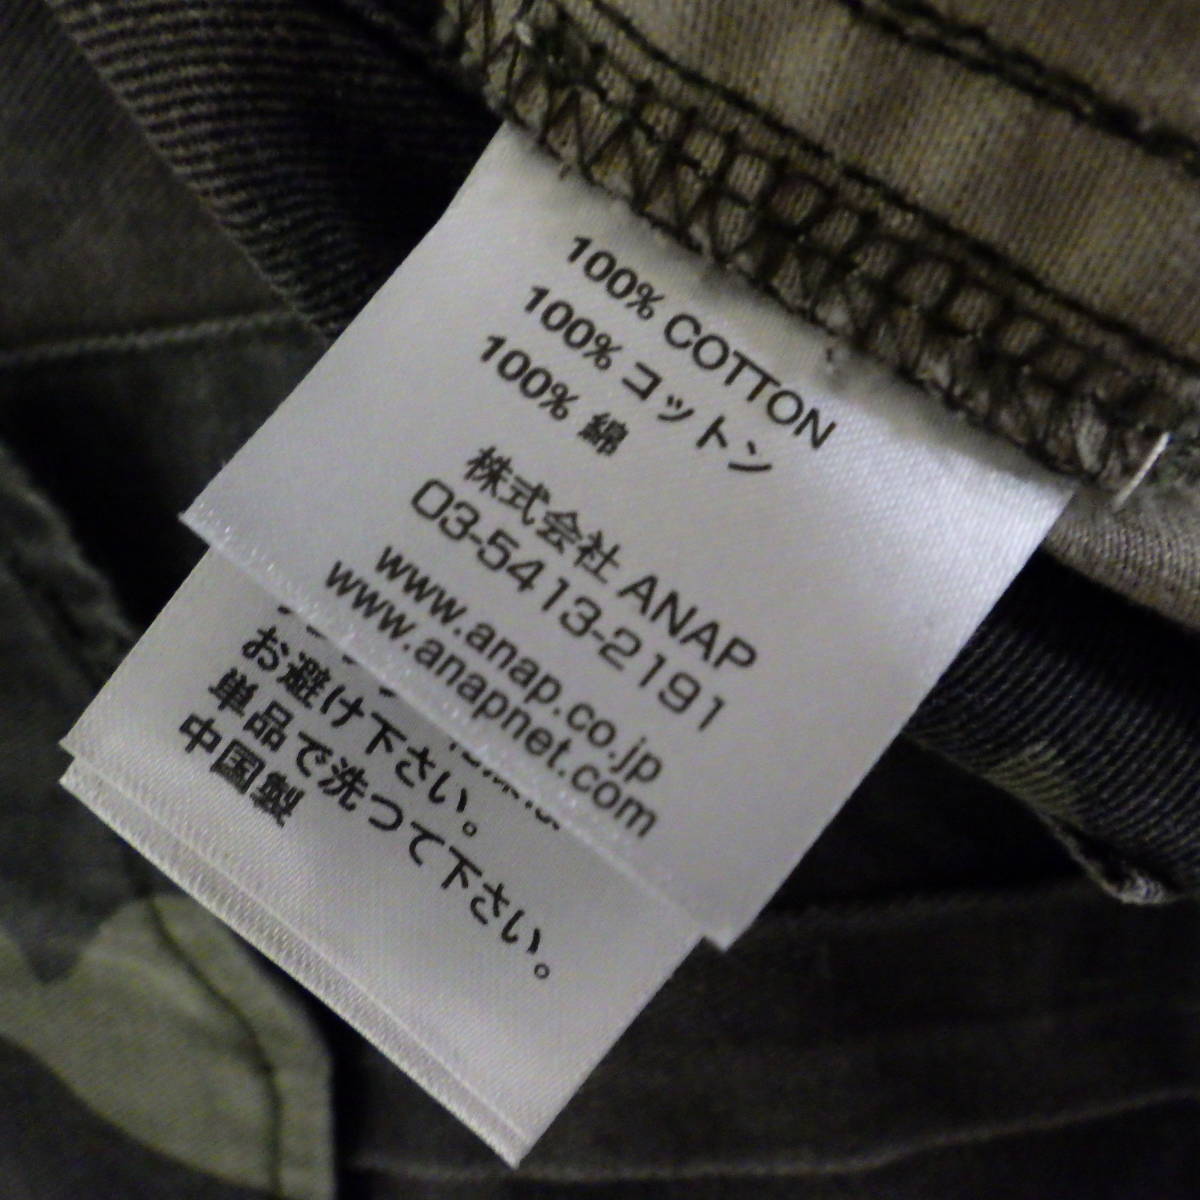 100% COTTON
100% コットン
100% 綿
株式会社 ANAP
03-5413-2191
www.anap.co.jp
www.anapnet.com
お避け下さい。
単品で洗つて下さい。
中国製